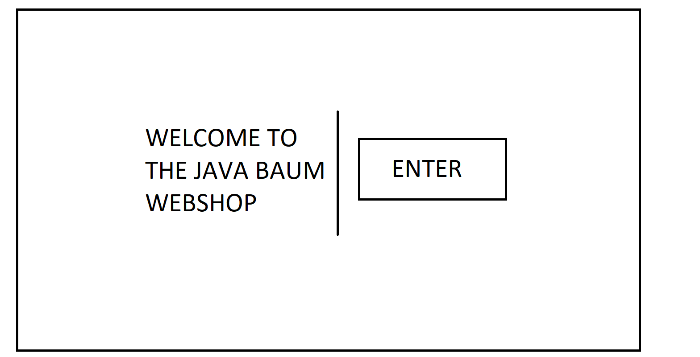 WELCOME TO
THE JAVA BAUM
WEBSHOP
ENTER